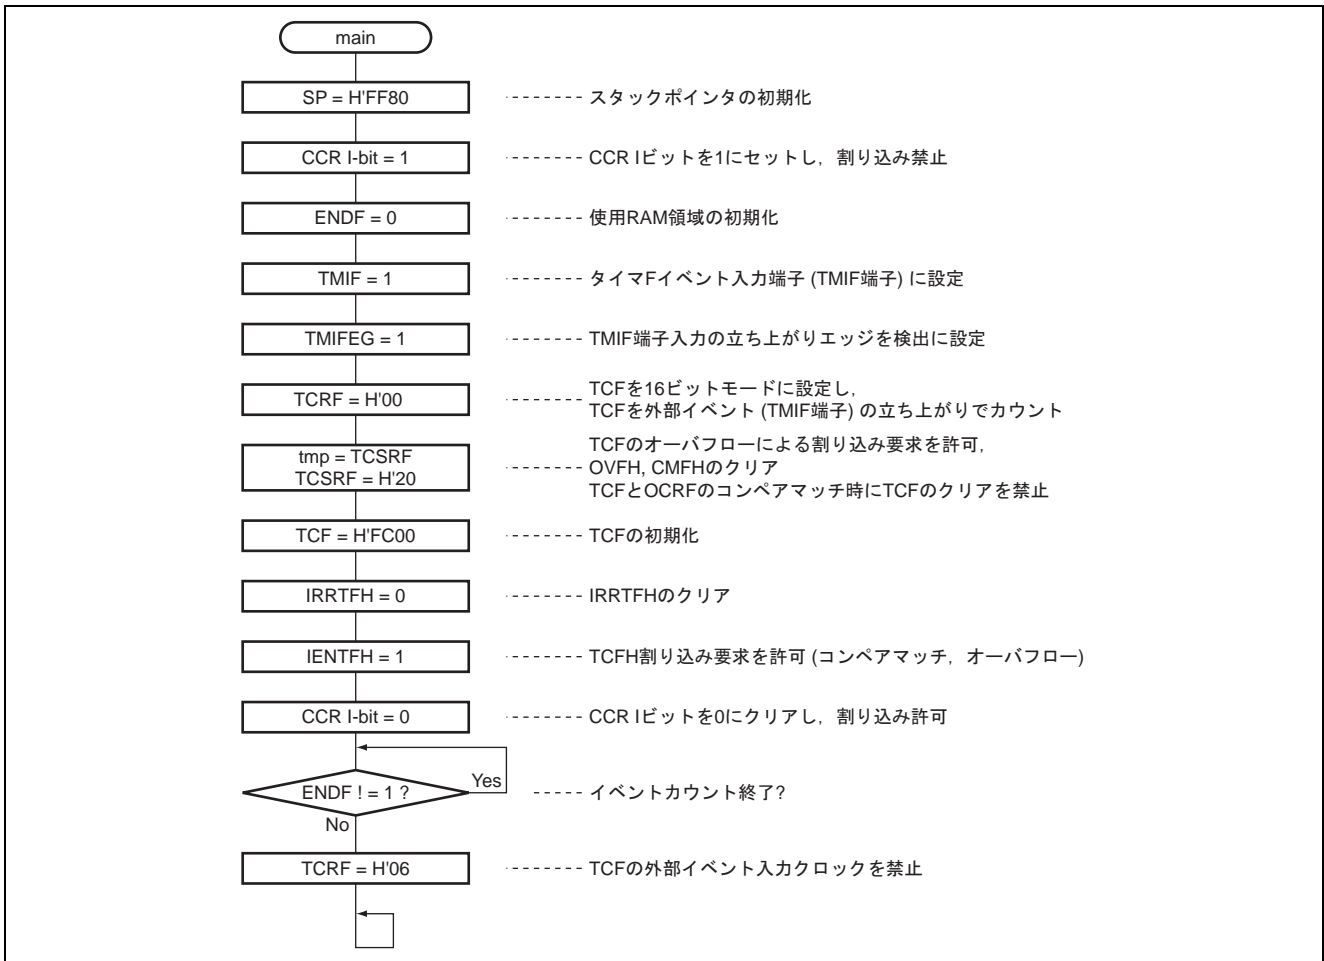 main
SP = H'FF80
スタックポインタの初期化
CCR I-bit = 1
CCR Iビットを1にセットし，割り込み禁止
ENDF = 0
使用RAM領域の初期化
TMIF = 1
タイマFイベント入力端子 (TMIF端子) に設定
TMIFEG = 1
TMIF端子入力の立ち上がりエッジを検出に設定
TCRF = H'00
TCFを16ビットモードに設定し，
TCFを外部イベント (TMIF端子) の立ち上がりでカウント
tmp = TCSRF
TCSRF = H'20
TCFのオーバフローによる割り込み要求を許可，
OVFH, CMFHのクリア
TCFとOCRFのコンペアマッチ時にTCFのクリアを禁止
TCF = H'FC00
TCFの初期化
IRRTFH = 0
IRRTFHのクリア
IENTFH = 1
TCFH割り込み要求を許可 (コンペアマッチ，オーバフロー)
CCR I-bit = 0
CCR Iビットを0にクリアし，割り込み許可
ENDF ! = 1 ?
Yes
イベントカウント終了?
No
TCRF = H'06
TCFの外部イベント入力クロックを禁止